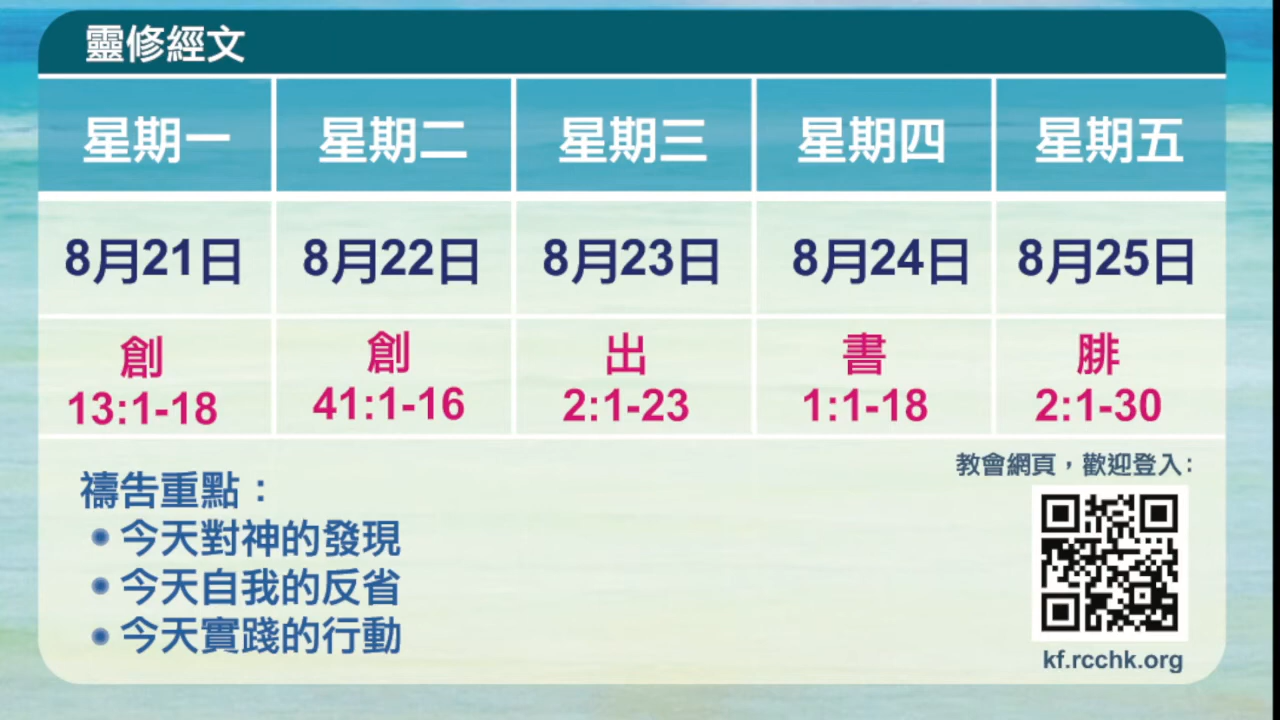 靈修經文
星期一 星期二 星期三 星期四 星期五
8月21日 8月22日 8月23日 8月24日 8月25日
創 創 出 書 腓
13:1-18 41:1-16 2:1-23 1:1-18 2:1-30
教會網頁，歡迎登入：
禱告重點：
• 今天對神的發現
• 今天自我的反省
• 今天實踐的行動
kf.rcchk.org